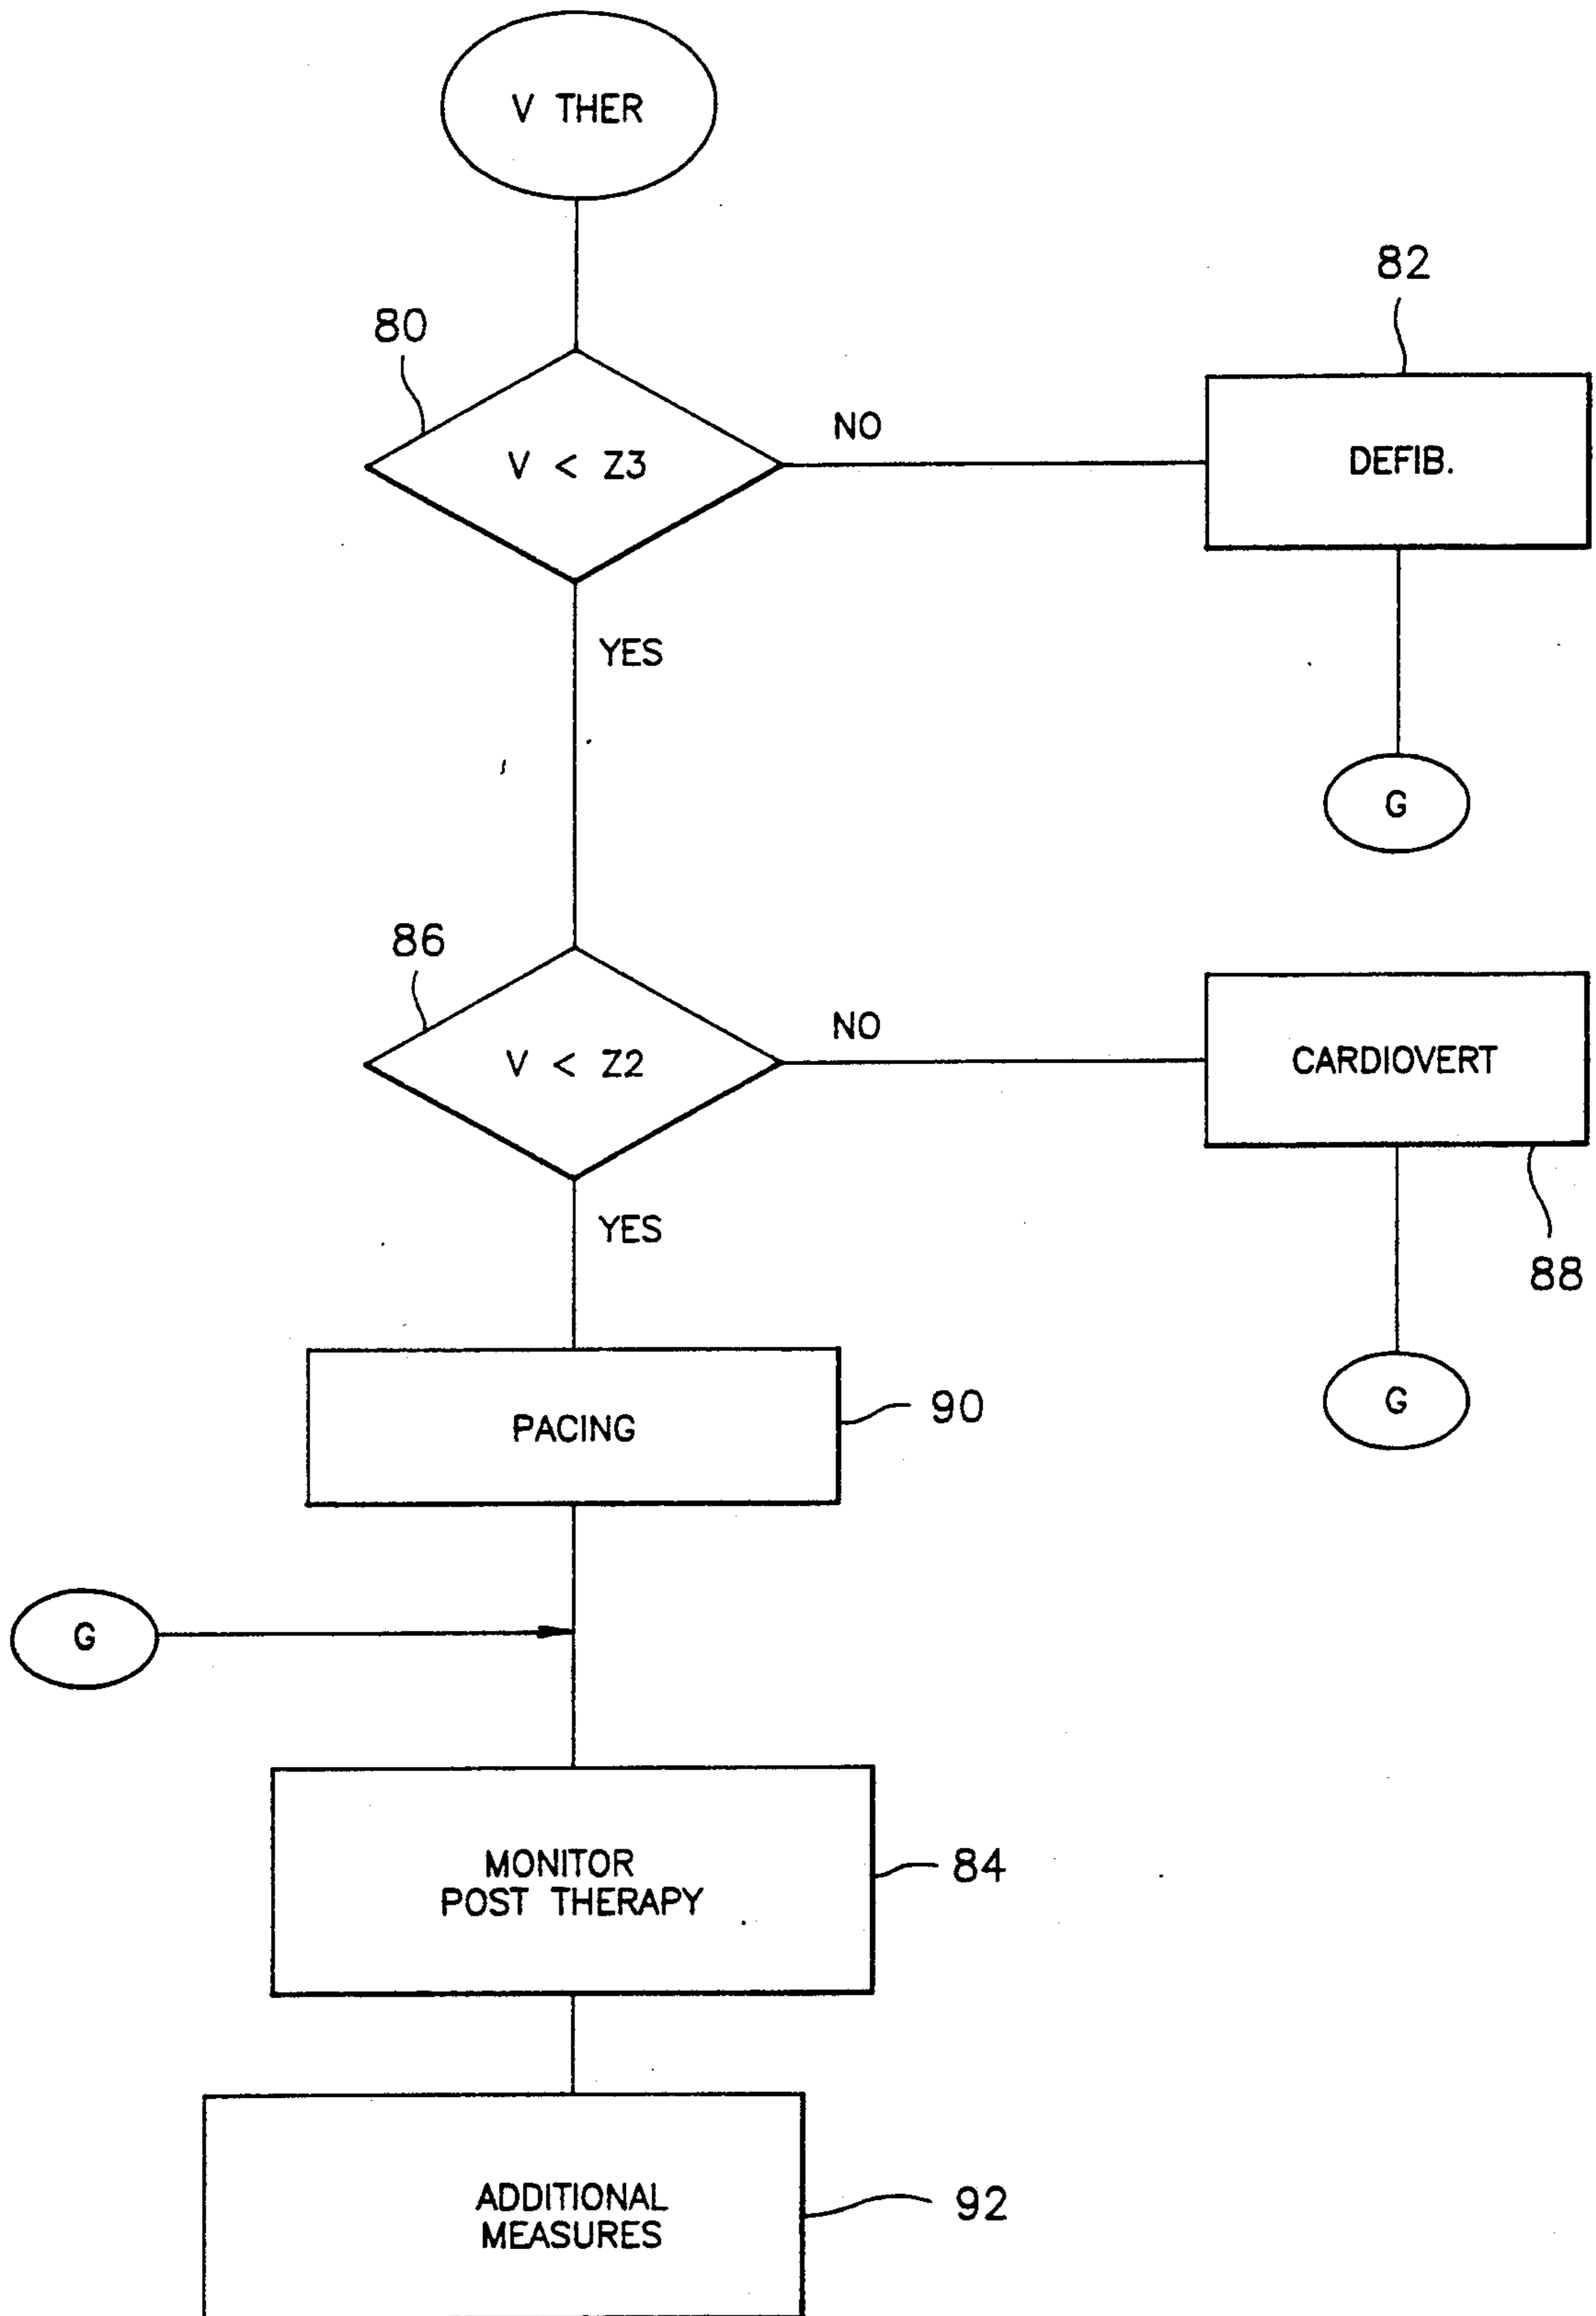 V THER
82
80
V < Z3
NO
DEFIB.
YES
G
86
V < Z2
NO
CARDIOVERT
YES
88
PACING
90
G
G
MONITOR
POST THERAPY
84
ADDITIONAL
MEASURES
92